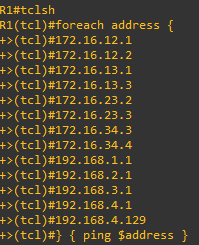 R1#tclsh
R1(tcl)#foreach address {
+>(tcl)#172.16.12.1
+>(tcl)#172.16.12.2
+>(tcl)#172.16.13.1
+>(tcl)#172.16.13.3
+>(tcl)#172.16.23.2
+>(tcl)#172.16.23.3
+>(tcl)#172.16.34.3
+>(tcl)#172.16.34.4
+>(tcl)#192.168.1.1
+>(tcl)#192.168.2.1
+>(tcl)#192.168.3.1
+>(tcl)#192.168.4.1
+>(tcl)#192.168.4.129
+>(tcl)#} { ping $address }